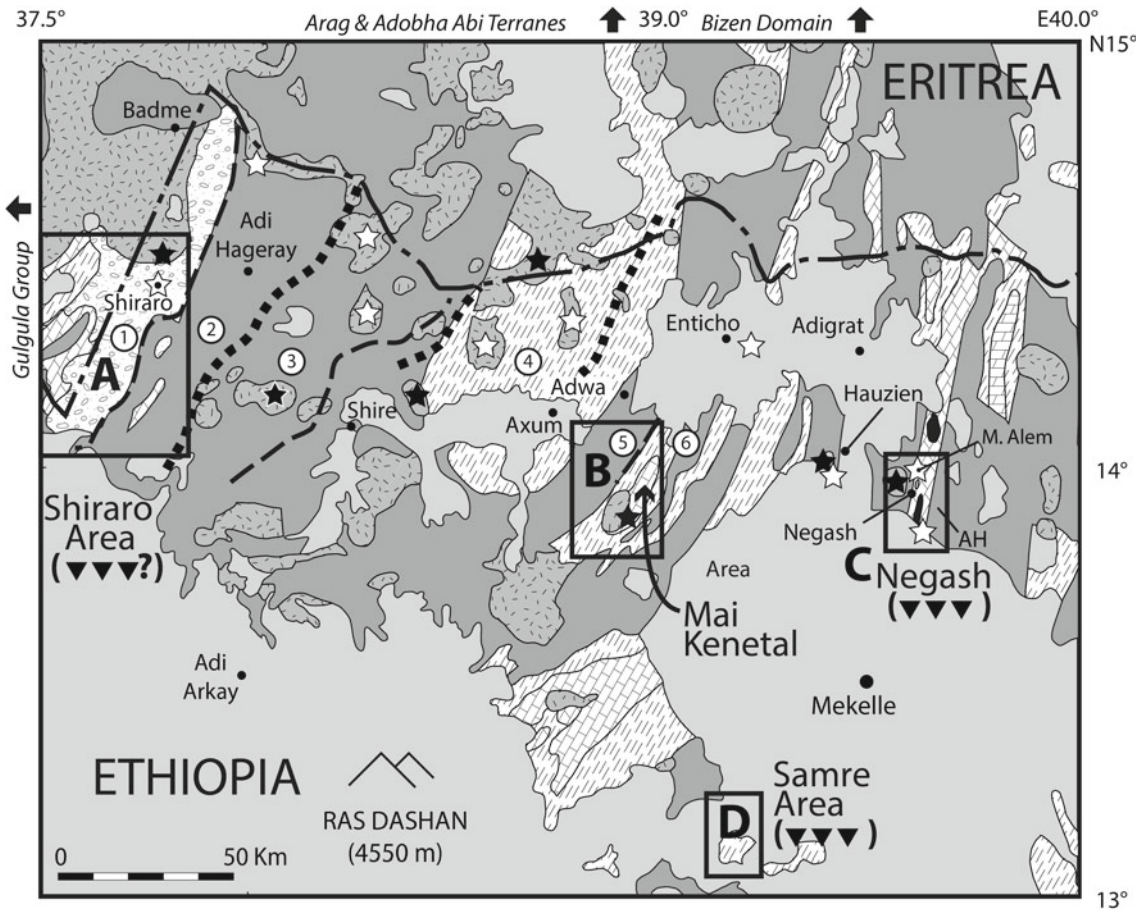 37.5°
Arag & Adobha Abi Terranes
39.0°
Bizen Domain
E40.0°
N15°
ERITREA
Badme
Adi
Hageray
Gulgula Group
Shiraro
1
2
3
4
5
6
A
Enticho
Adigrat
Adwa
Axum
Shire
Hauzien
M. Alem
14°
B
Shiraro
Area
(▼▼▼?)
Negash
AH
C
Negash
(▼▼▼)
Area
Mai
Kenetal
Adi
Arkay
Mekelle
ETHIOPIA
RAS DASHAN
(4550 m)
Samre
Area
(▼▼▼)
D
0 50 Km
13°